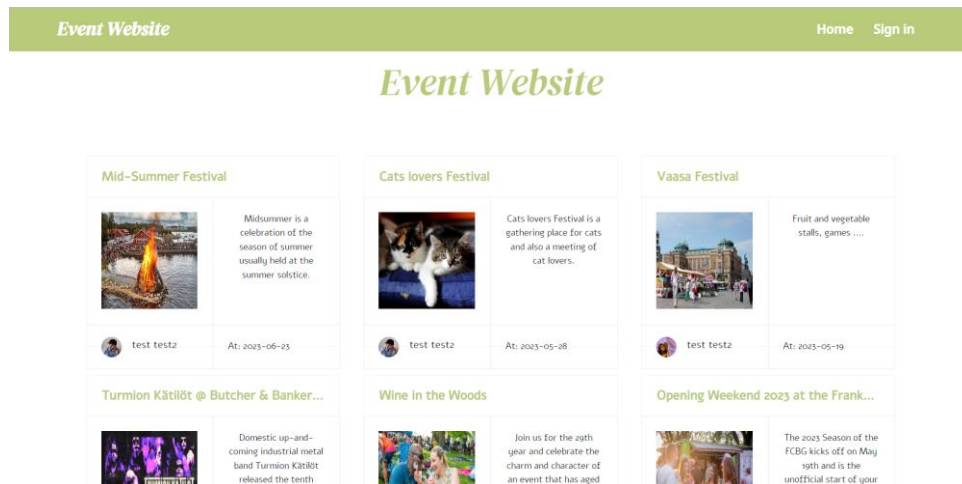 Event Website
Home Sign in
Event Website
Mid-Summer Festival
Midsummer is a
celebration of the
season of summer
usually held at the
summer solstice.
test test2
At: 2023-06-23
Cats lovers Festival
Cats lovers Festival is a
gathering place for cats
and also a meeting of
cat lovers.
test test2
At: 2023-05-28
Vaasa Festival
Fruit and vegetable
stalls, games ....
test test2
At: 2023-05-19
Turmion Kätilöt @ Butcher & Banker...
Domestic up-and-
coming industrial metal
band Turmion Kätilöt
released the tenth
Wine in the Woods
Join us for the 29th
year and celebrate the
charm and character of
an event that has aged
Opening Weekend 2023 at the Frank...
The 2023 Season of the
FCBG kicks off on May
19th and is the
unofficial start of your